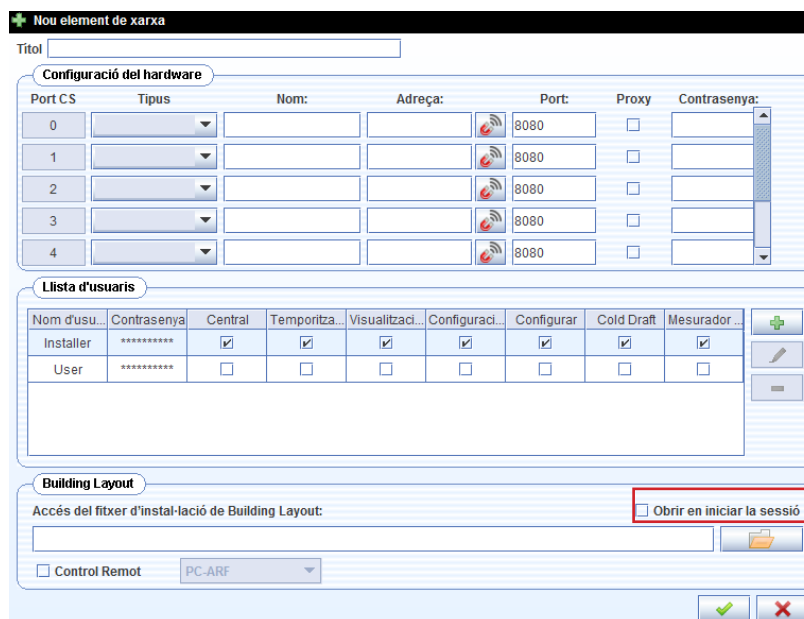 Nou element de xarxa
Títol
Configuració del hardware
Port CS Tipus Nom: Adreça: Port: Proxy Contrasenya:
0 8080
1 8080
2 8080
3 8080
4 8080
Llista d'usuaris
Nom d'usu... Contrasenya Central Temporitza... Visualitzaci... Configuraci... Configurar Cold Draft Mesurador ...
Installer **********
User **********
Building Layout
Accés del fitxer d'instal·lació de Building Layout: Obrir en iniciar la sessió
Control Remot PC-ARF